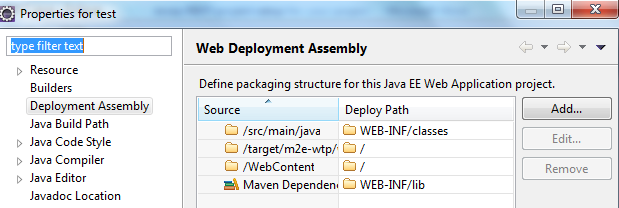 Properties for test
type filter text
Resource
Builders
Deployment Assembly
Java Build Path
Java Code Style
Java Compiler
Java Editor
Javadoc Location
Web Deployment Assembly
Define packaging structure for this Java EE Web Application project.
Source Deploy Path
/src/main/java WEB-INF/classes
/target/m2e-wtp/ /
/WebContent /
Maven Dependenc WEB-INF/lib
Add...
Edit...
Remove